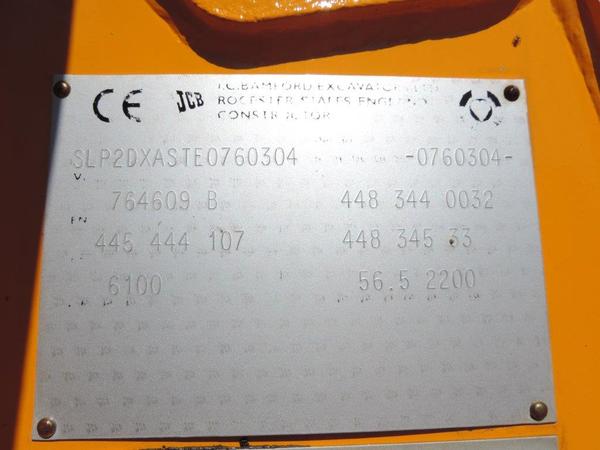 CE JCB J.C.BAMFORD EXCAVATORS LTD
ROCESTER STAFFS ENGLAND
CONSTRUCTOR
SLP2DXASTE0760304 -0760304-
764609 B 448 344 0032
445 444 107 448 345 33
6100 56.5 2200